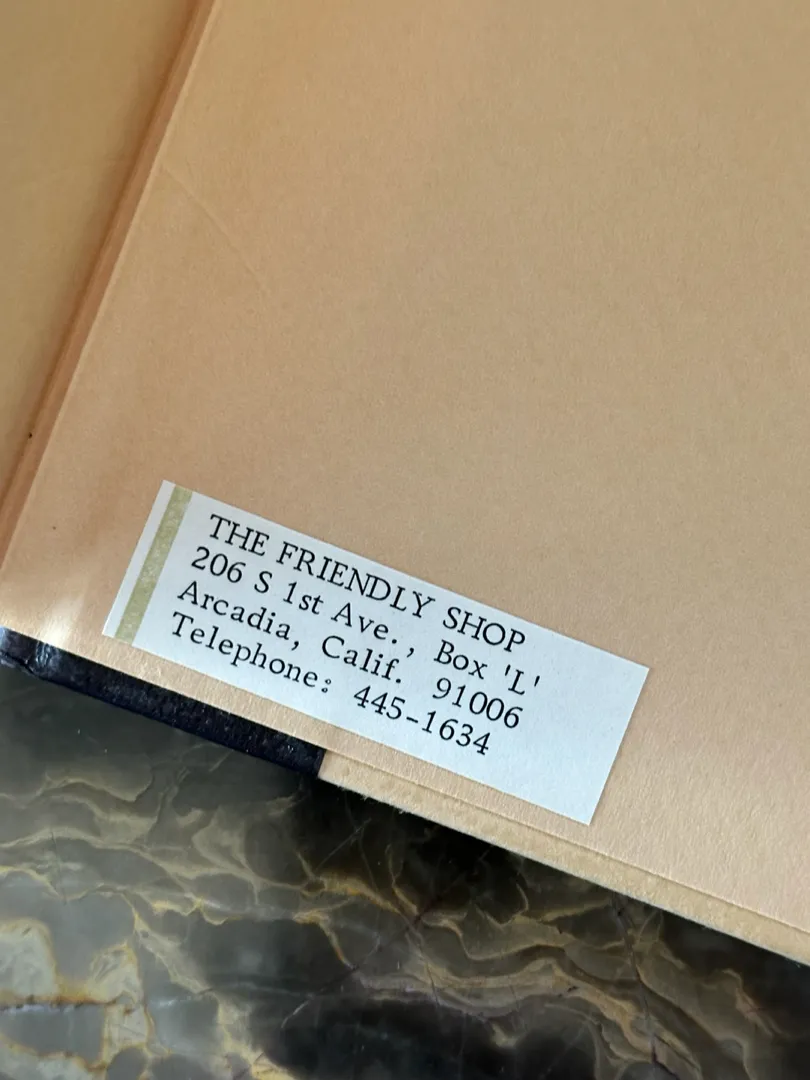 THE FRIENDLY SHOP
206 S 1st Ave., Box 'L'
Arcadia, Calif. 91006
Telephone: 445-1634